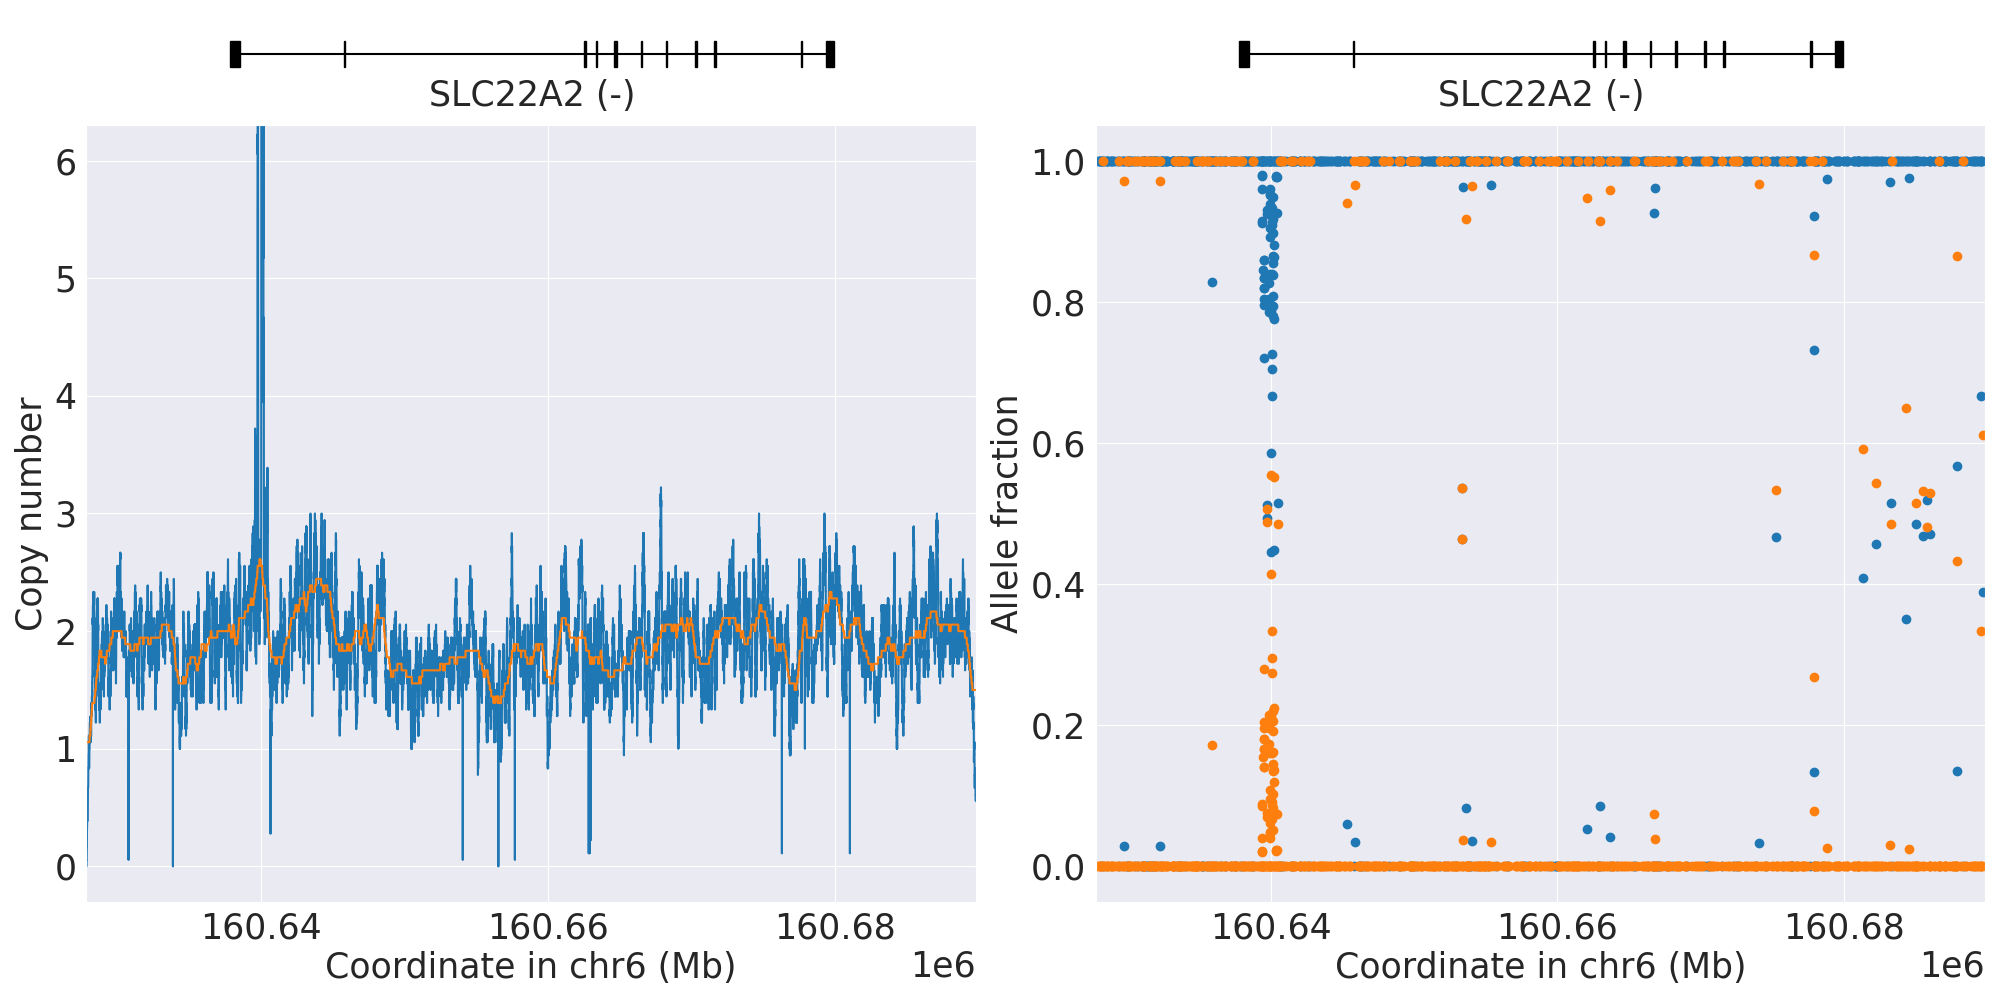 SLC22A2 (-)
6
5
4
3
2
1
0
Copy number
160.64
160.66
160.68
Coordinate in chr6 (Mb)
1e6
SLC22A2 (-)
1.0
0.8
0.6
0.4
0.2
0.0
Allele fraction
160.64
160.66
160.68
Coordinate in chr6 (Mb)
1e6